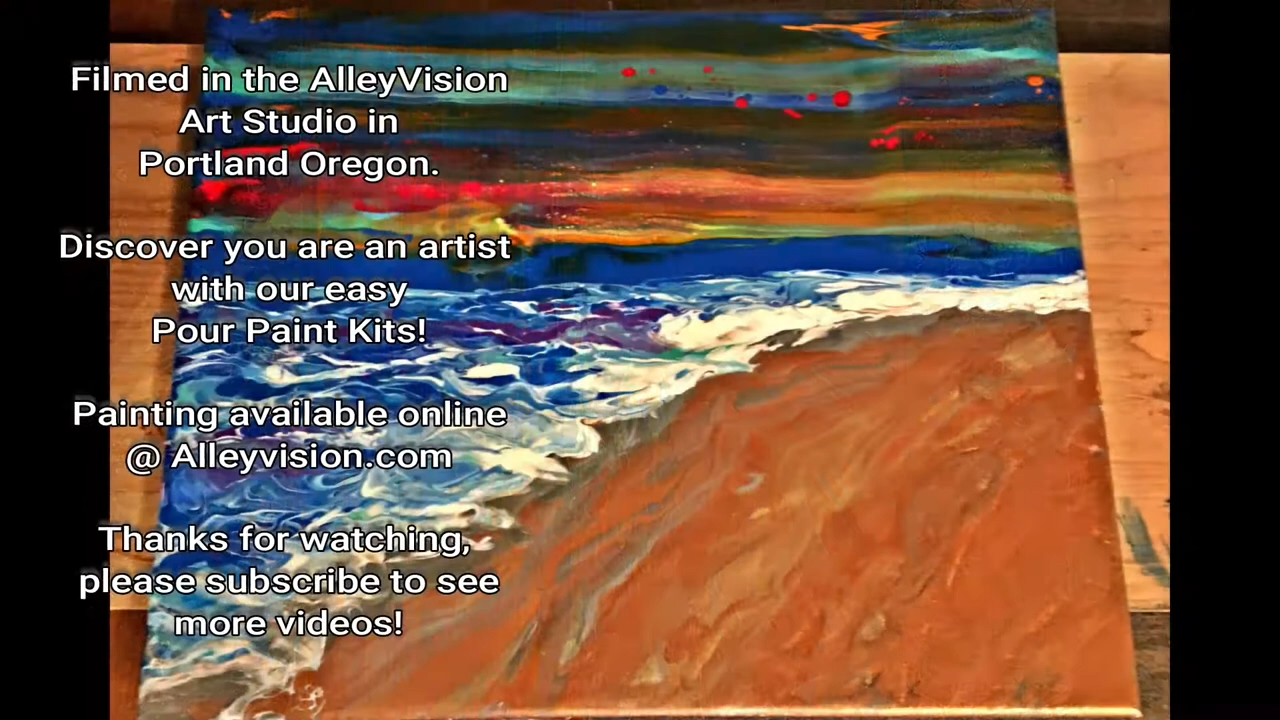 Filmed in the AlleyVision
Art Studio in
Portland Oregon.
Discover you are an artist
with our easy
Pour Paint Kits!
Painting available online
@ Alleyvision.com
Thanks for watching,
please subscribe to see
more videos!